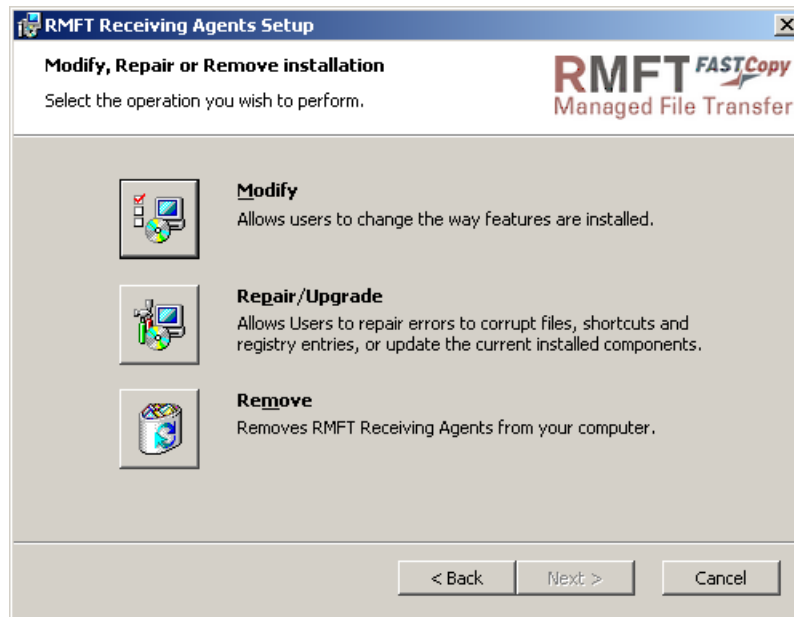 RMFT Receiving Agents Setup
Modify, Repair or Remove installation
Select the operation you wish to perform.
RMFT FASTCopy
Managed File Transfer
Modify
Allows users to change the way features are installed.
Repair/Upgrade
Allows Users to repair errors to corrupt files, shortcuts and
registry entries, or update the current installed components.
Remove
Removes RMFT Receiving Agents from your computer.
< Back Next > Cancel